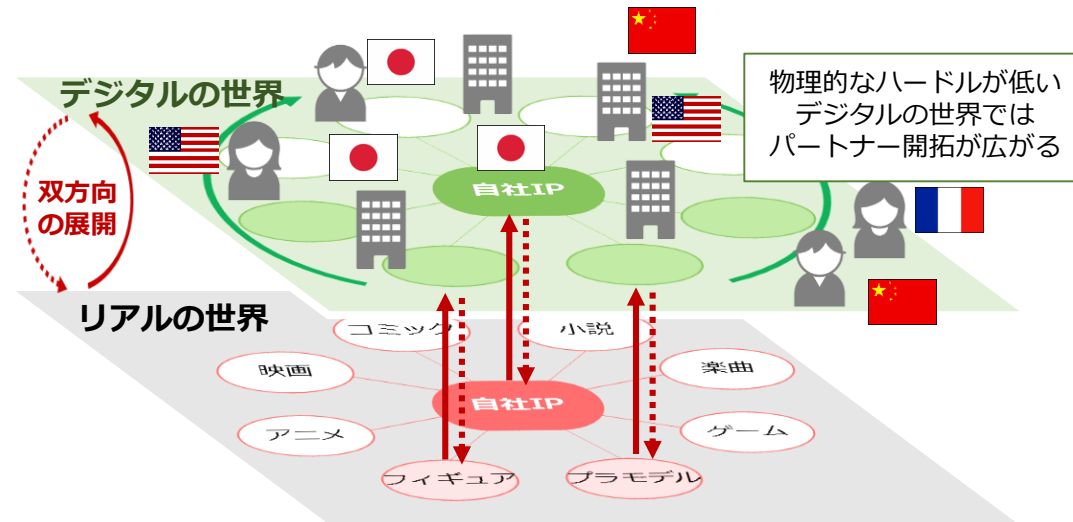 デジタルの世界
物理的なハードルが低い
デジタルの世界では
パートナー開拓が広がる
自社IP
双方向
の展開
リアルの世界
コミック
小説
映画
楽曲
自社IP
アニメ
ゲーム
フィギュア
プラモデル